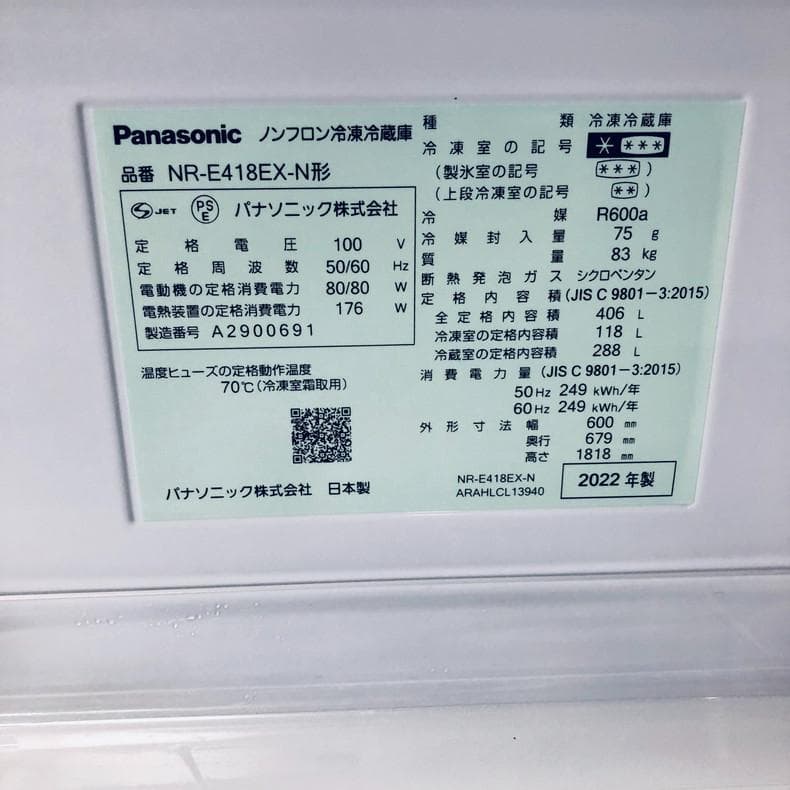 Panasonic ノンフロン冷凍冷蔵庫
品番 NR-E418EX-N形
JET PSE パナソニック株式会社
定格電圧 100 V
定格周波数 50/60 Hz
電動機の定格消費電力 80/80 W
電熱装置の定格消費電力 176 W
製造番号 A2900691
温度ヒューズの定格動作温度
70℃(冷凍室霜取用)
パナソニック株式会社 日本製
種類 冷凍冷蔵庫
冷凍室の記号 * ***
(製氷室の記号 *** )
(上段冷凍室の記号 ** )
冷媒 R600a
冷媒封入量 75 g
質量 83 kg
断熱発泡ガス シクロペンタン
定格内容積 (JIS C 9801-3:2015)
全定格内容積 406 L
冷凍室の定格内容積 118 L
冷蔵室の定格内容積 288 L
消費電力量 (JIS C 9801-3:2015)
50Hz 249 kWh/年
60Hz 249 kWh/年
外形寸法 幅 600 mm
奥行 679 mm
高さ 1818 mm
NR-E418EX-N
ARAHLCL13940
2022 年製